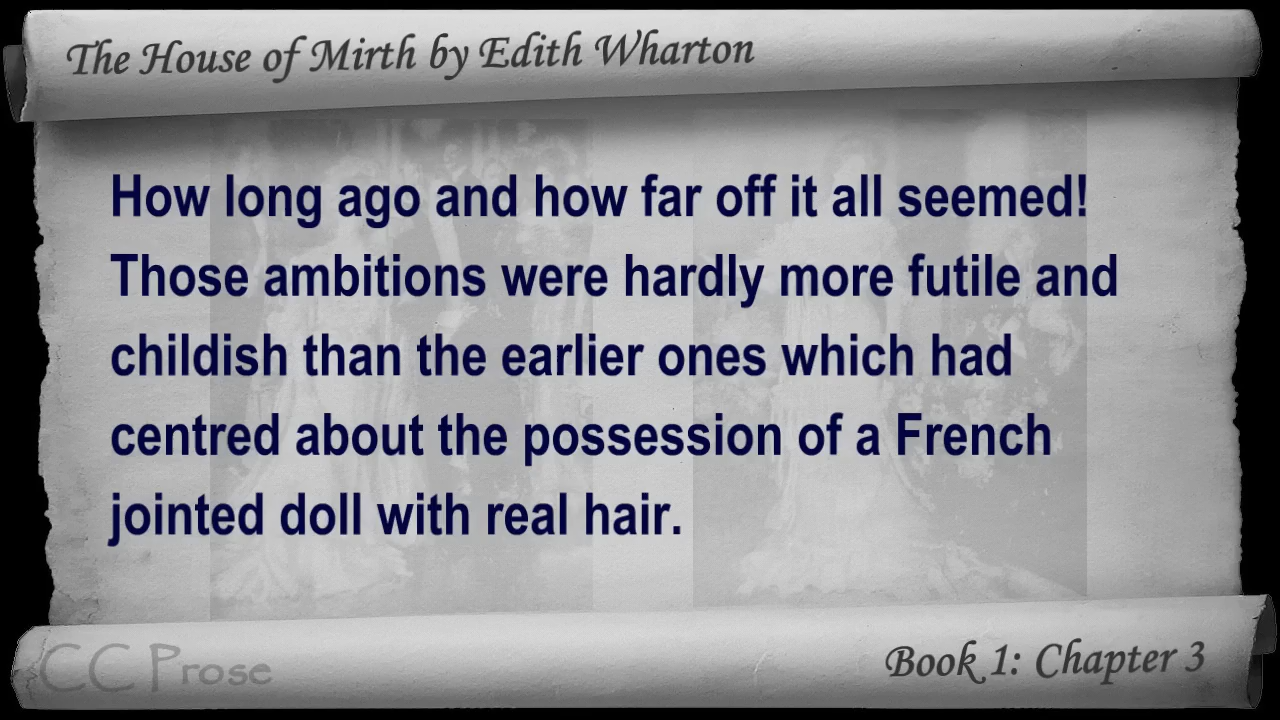 The House of Mirth by Edith Wharton
How long ago and how far off it all seemed!
Those ambitions were hardly more futile and
childish than the earlier ones which had
centred about the possession of a French
jointed doll with real hair.
CC Prose
Book 1: Chapter 3